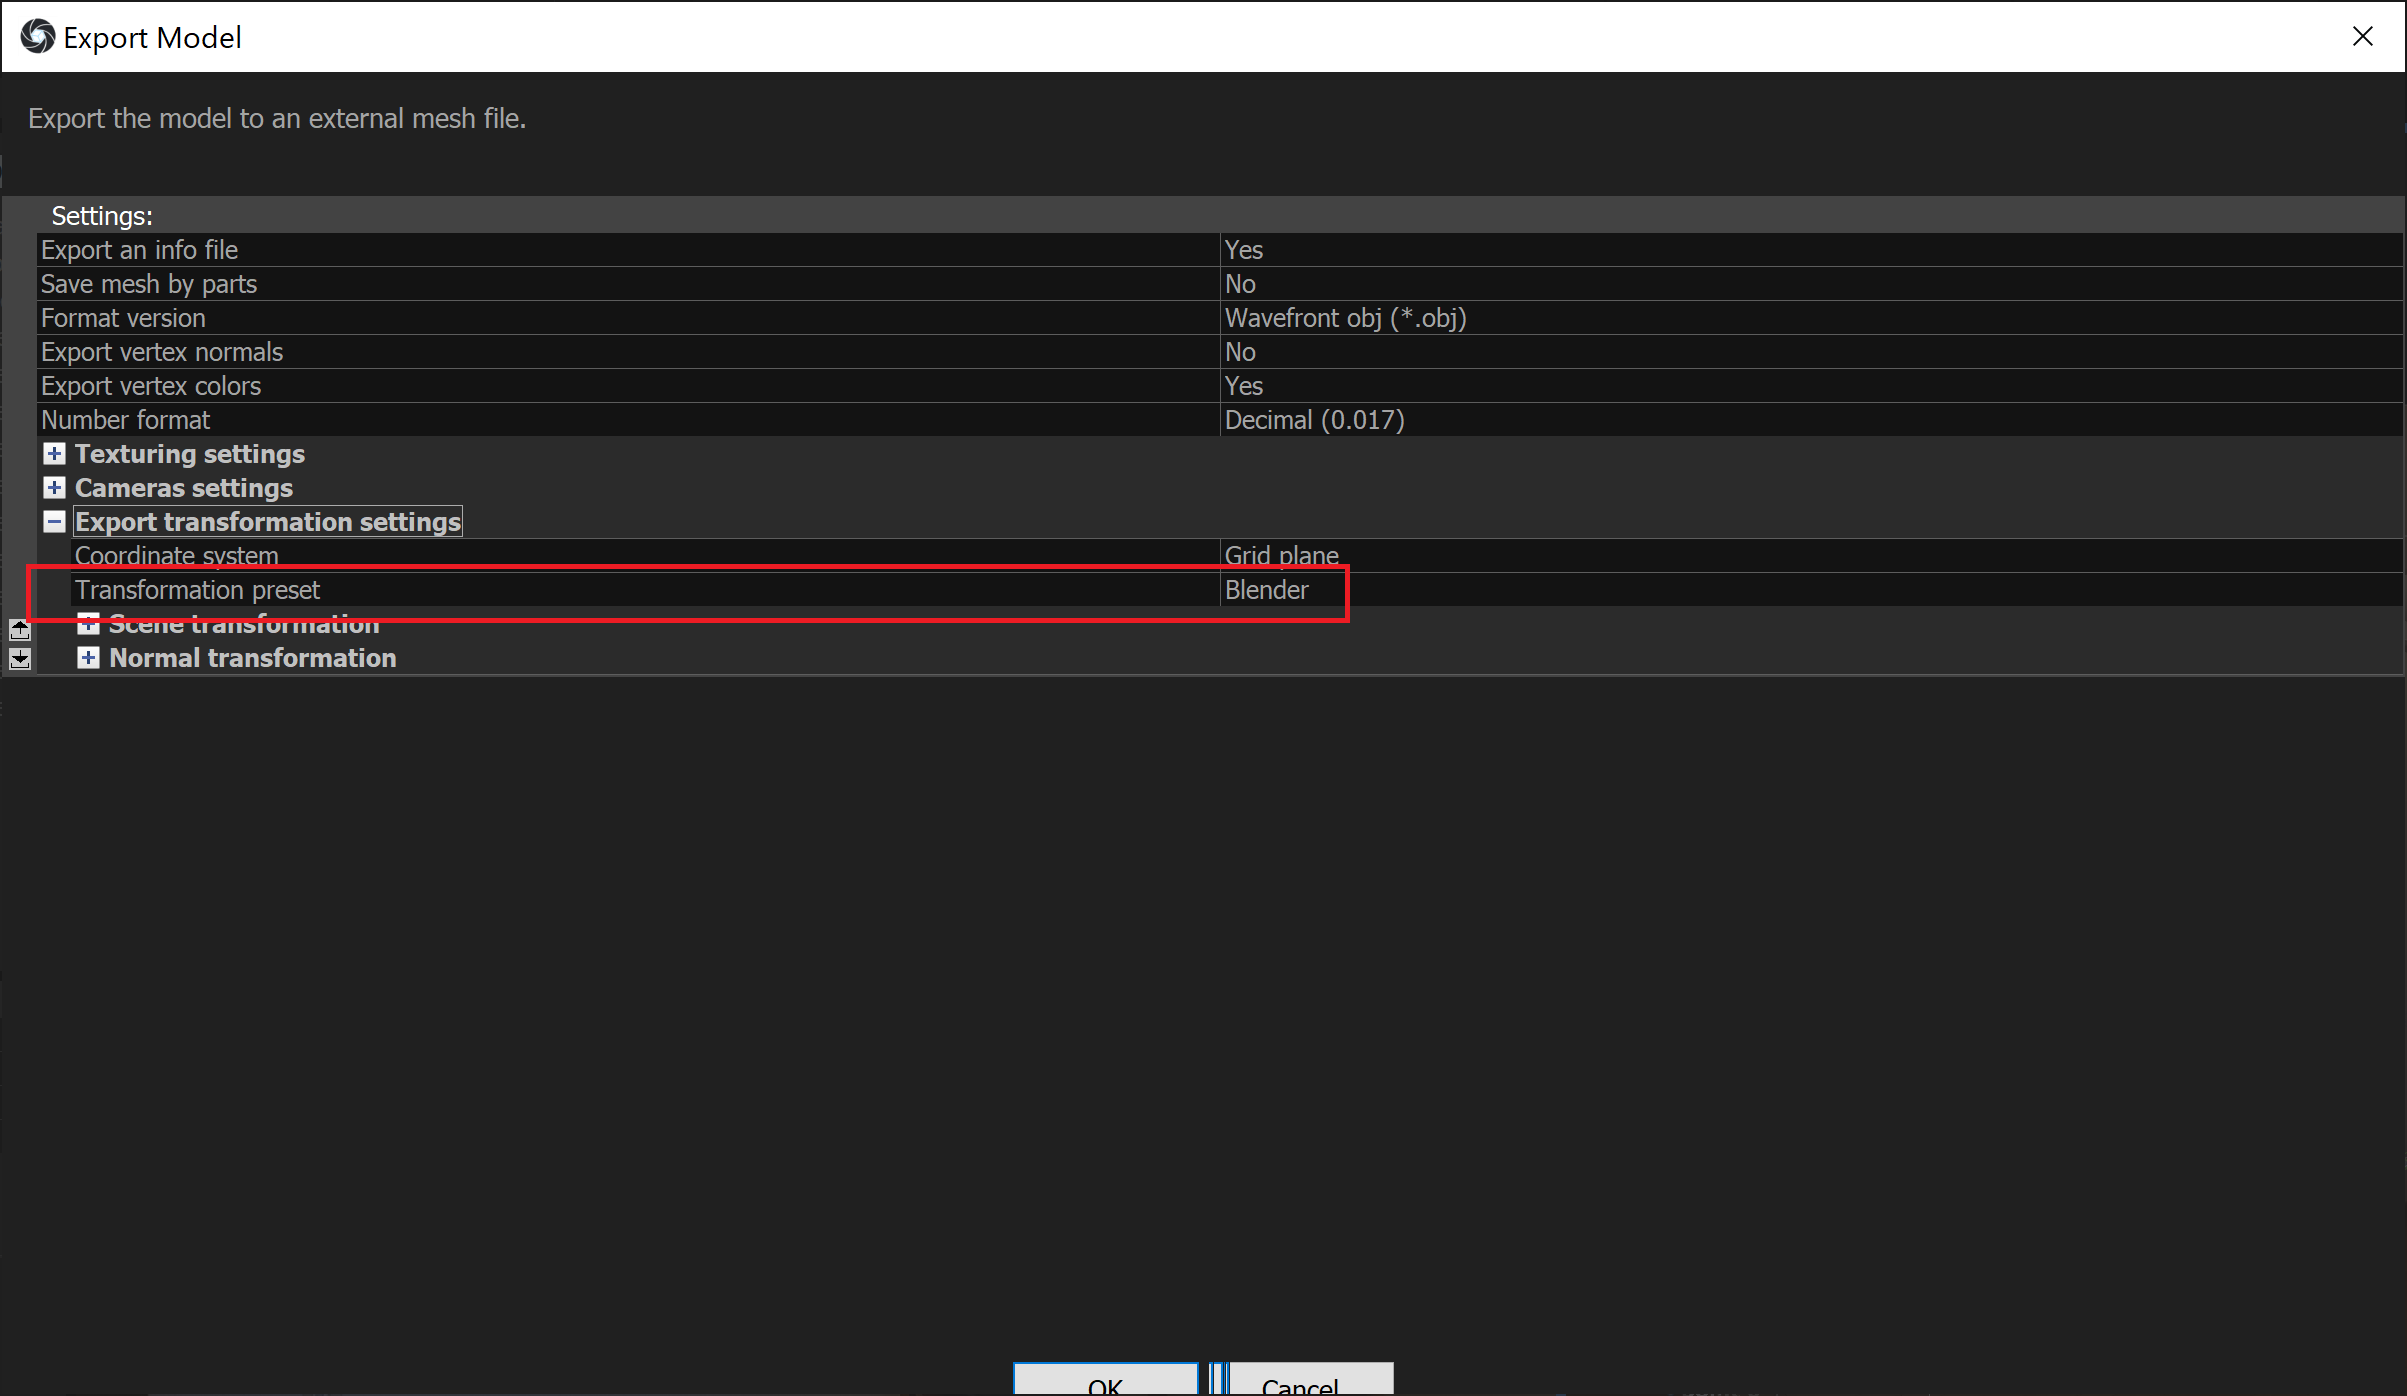 Export Model
Export the model to an external mesh file.
Settings:
Export an info file Yes
Save mesh by parts No
Format version Wavefront obj (*.obj)
Export vertex normals No
Export vertex colors Yes
Number format Decimal (0.017)
Texturing settings
Cameras settings
Export transformation settings
Coordinate system Grid plane
Transformation preset Blender
Scene transformation
Normal transformation
OK Cancel